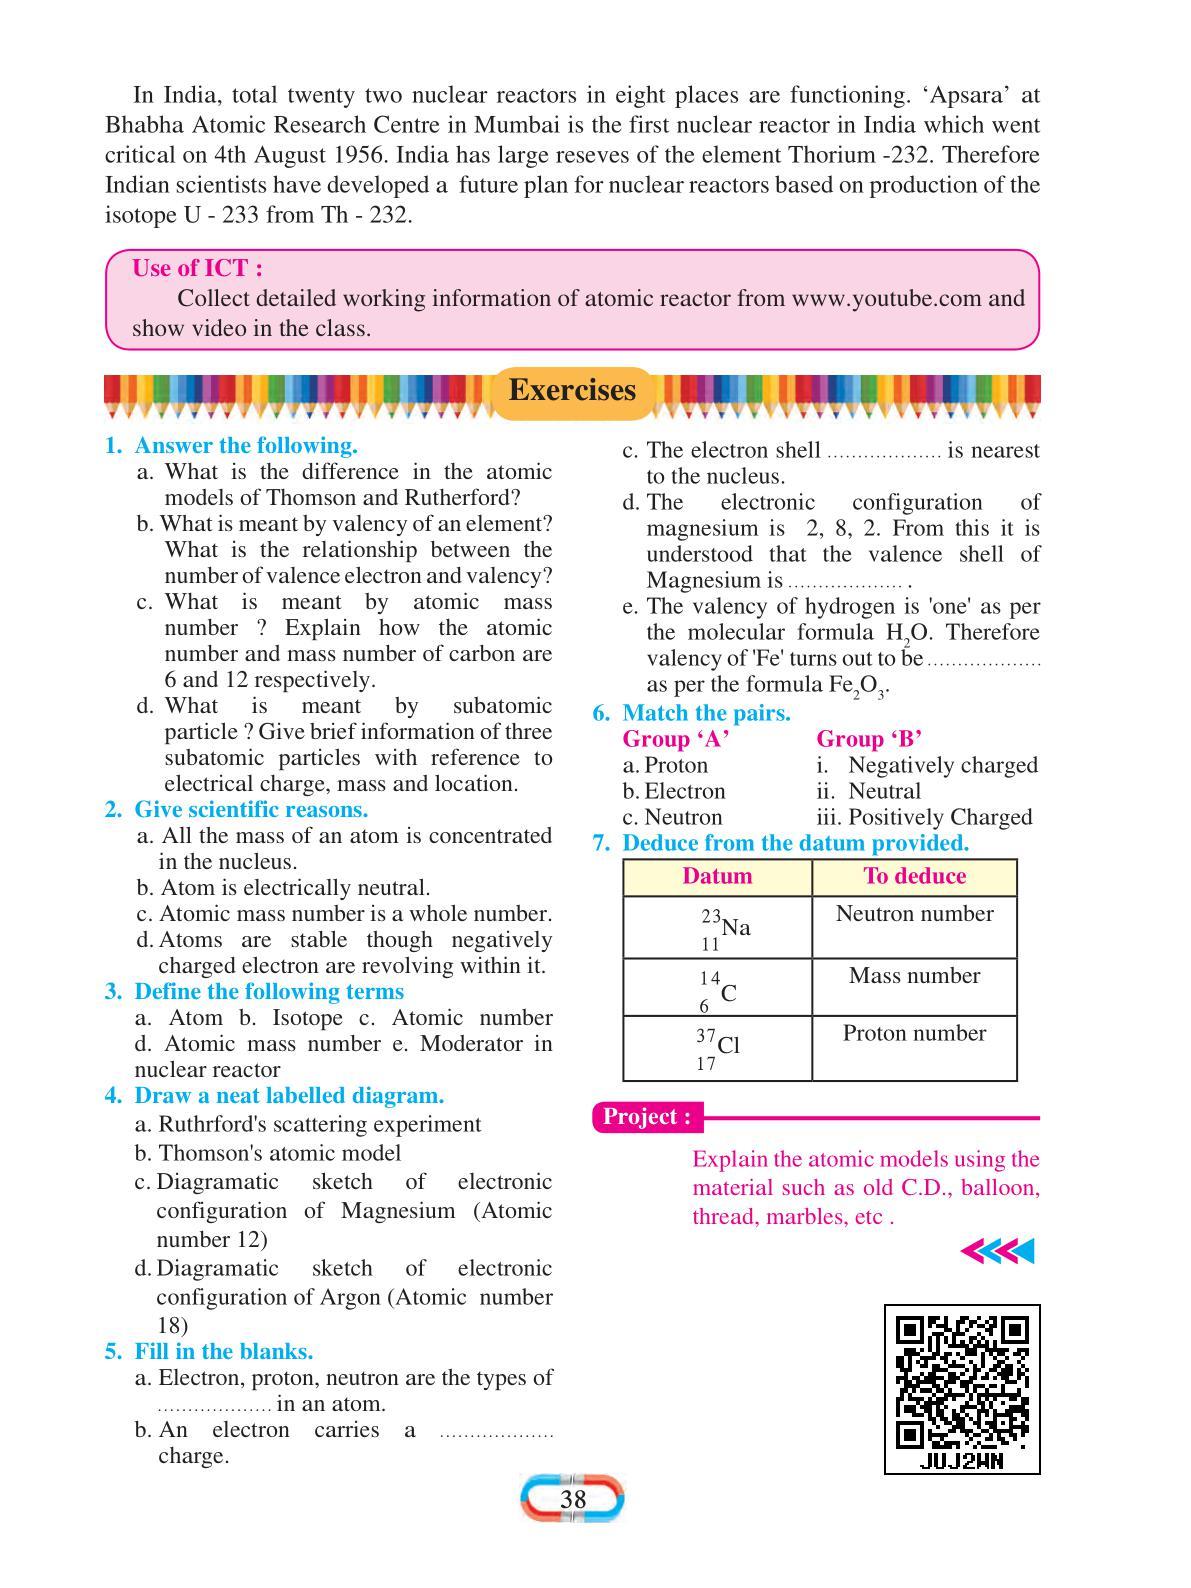 In India, total twenty two nuclear reactors in eight places are functioning. ‘Apsara’ at
Bhabha Atomic Research Centre in Mumbai is the first nuclear reactor in India which went
critical on 4th August 1956. India has large reseves of the element Thorium -232. Therefore
Indian scientists have developed a future plan for nuclear reactors based on production of the
isotope U - 233 from Th - 232.
Use of ICT :
Collect detailed working information of atomic reactor from www.youtube.com and
show video in the class.
Exercises
1. Answer the following.
a. What is the difference in the atomic
models of Thomson and Rutherford?
b. What is meant by valency of an element?
What is the relationship between the
number of valence electron and valency?
c. What is meant by atomic mass
number ? Explain how the atomic
number and mass number of carbon are
6 and 12 respectively.
d. What is meant by subatomic
particle ? Give brief information of three
subatomic particles with reference to
electrical charge, mass and location.
2. Give scientific reasons.
a. All the mass of an atom is concentrated
in the nucleus.
b. Atom is electrically neutral.
c. Atomic mass number is a whole number.
d. Atoms are stable though negatively
charged electron are revolving within it.
3. Define the following terms
a. Atom b. Isotope c. Atomic number
d. Atomic mass number e. Moderator in
nuclear reactor
4. Draw a neat labelled diagram.
a. Ruthrford's scattering experiment
b. Thomson's atomic model
c. Diagramatic sketch of electronic
configuration of Magnesium (Atomic
number 12)
d. Diagramatic sketch of electronic
configuration of Argon (Atomic number
18)
5. Fill in the blanks.
a. Electron, proton, neutron are the types of
................... in an atom.
b. An electron carries a ...................
charge.
c. The electron shell ................... is nearest
to the nucleus.
d. The electronic configuration of
magnesium is 2, 8, 2. From this it is
understood that the valence shell of
Magnesium is ................... .
e. The valency of hydrogen is 'one' as per
the molecular formula H₂O. Therefore
valency of 'Fe' turns out to be ...................
as per the formula Fe₂O₃.
6. Match the pairs.
Group ‘A’ Group ‘B’
a. Proton i. Negatively charged
b. Electron ii. Neutral
c. Neutron iii. Positively Charged
7. Deduce from the datum provided.
Datum To deduce
²³₁₁Na Neutron number
¹⁴₆C Mass number
³⁷₁₇Cl Proton number
Project :
Explain the atomic models using the
material such as old C.D., balloon,
thread, marbles, etc .
JUJ2WN
38